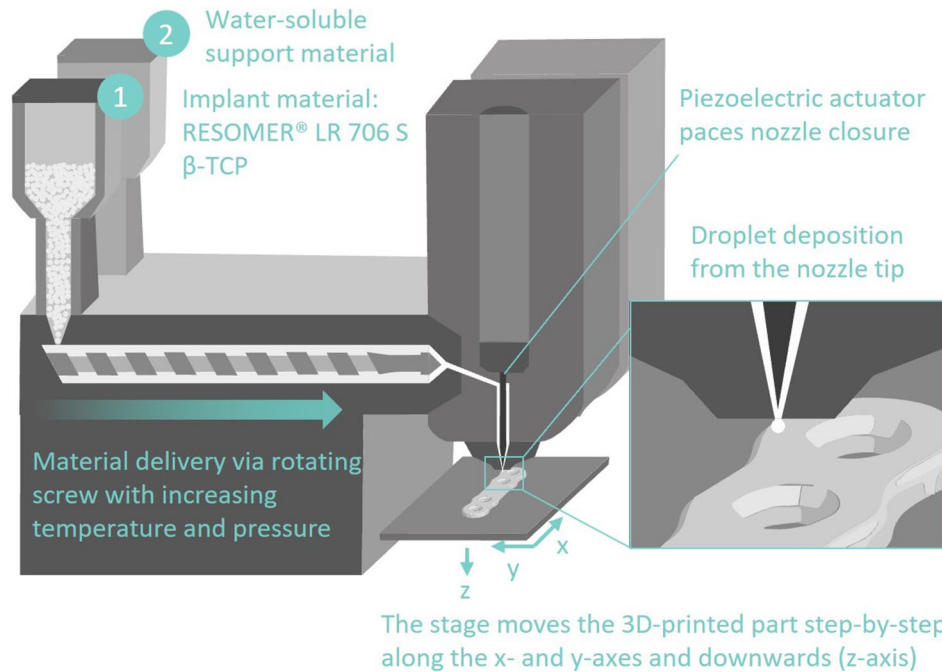 2
Water-soluble
support material
1
Implant material:
RESOMER® LR 706 S
β-TCP
Piezoelectric actuator
paces nozzle closure
Droplet deposition
from the nozzle tip
Material delivery via rotating
screw with increasing
temperature and pressure
x
y
z
The stage moves the 3D-printed part step-by-step
along the x- and y-axes and downwards (z-axis)